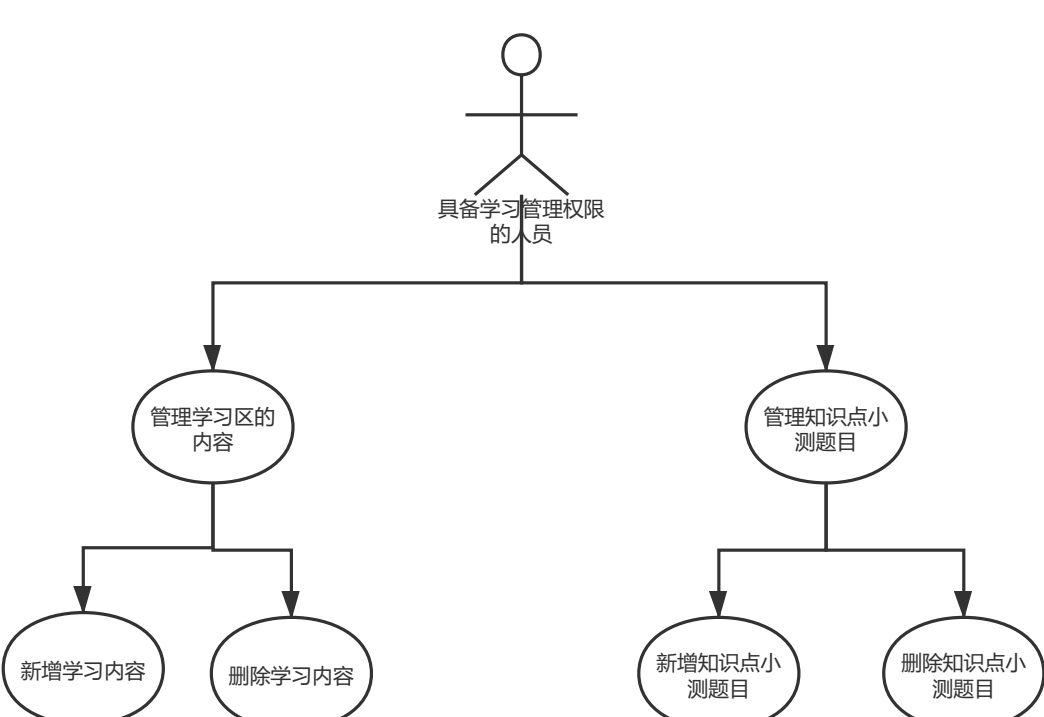 具备学习管理权限
的人员
管理学习区的
内容
管理知识点小
测题目
新增学习内容
删除学习内容
新增知识点小
测题目
删除知识点小
测题目